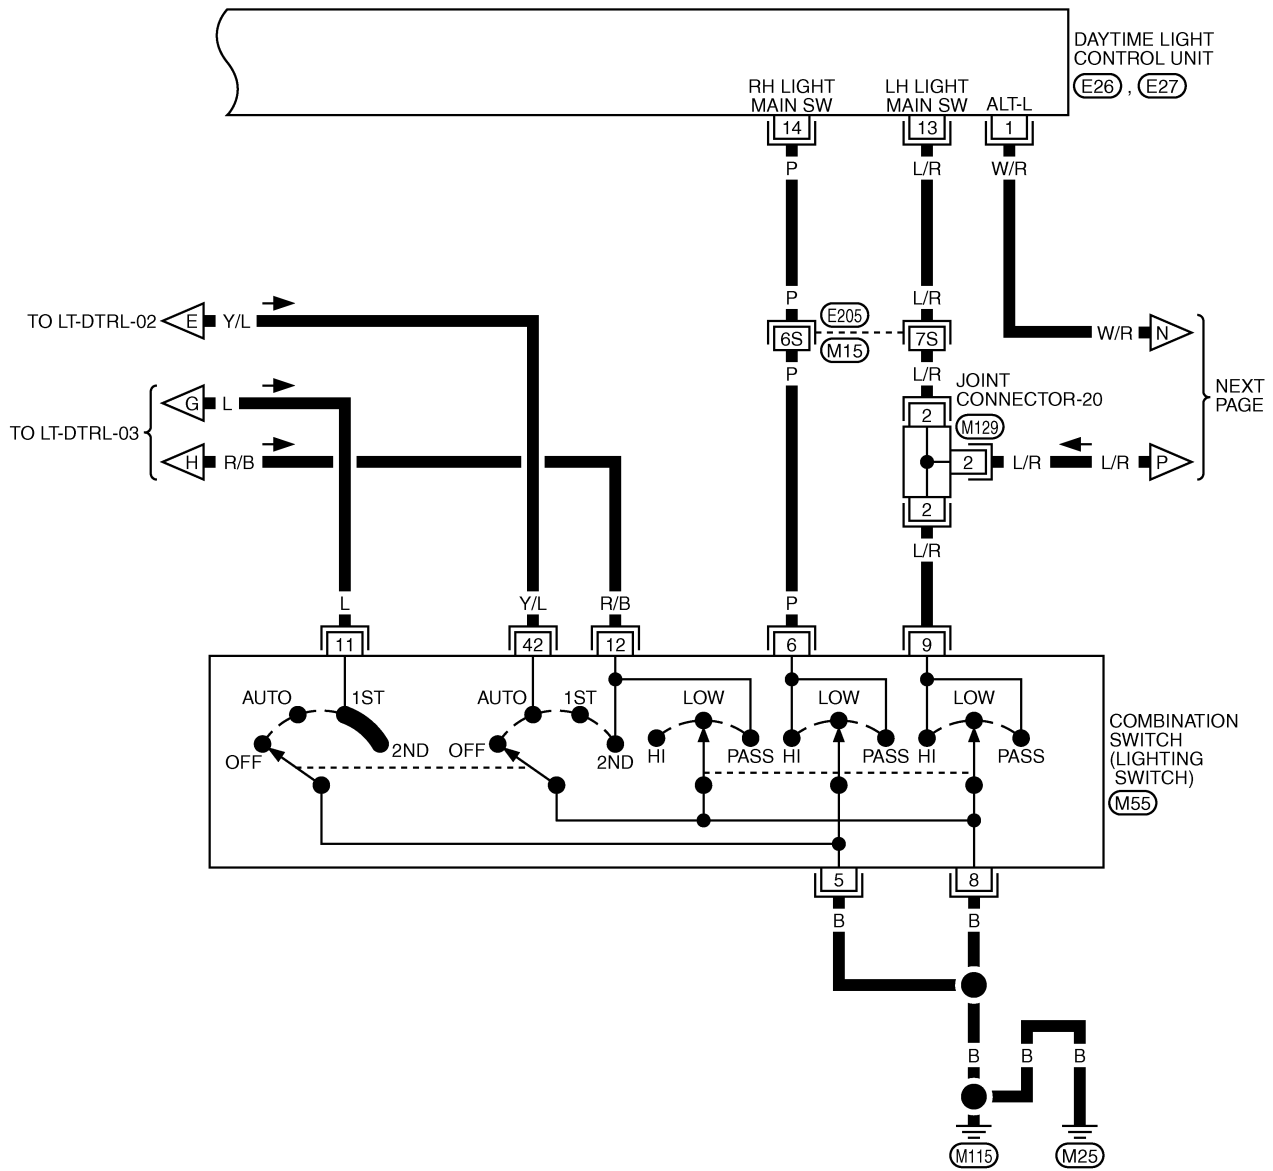 DAYTIME LIGHT
CONTROL UNIT
E26 , E27
RH LIGHT
MAIN SW
LH LIGHT
MAIN SW
ALT-L
14
13
1
P
L/R
W/R
P
L/R
TO LT-DTRL-02
E
Y/L
E205
6S
7S
M15
W/R
N
P
L/R
NEXT
PAGE
JOINT
CONNECTOR-20
G
L
2
M129
TO LT-DTRL-03
H
R/B
2
L/R
L/R
P
2
L/R
L
Y/L
R/B
P
11
42
12
6
9
AUTO
1ST
OFF
2ND
AUTO
1ST
OFF
2ND
LOW
HI
PASS
LOW
HI
PASS
LOW
HI
PASS
COMBINATION
SWITCH
(LIGHTING
SWITCH)
M55
5
8
B
B
B
B
B
M115
M25